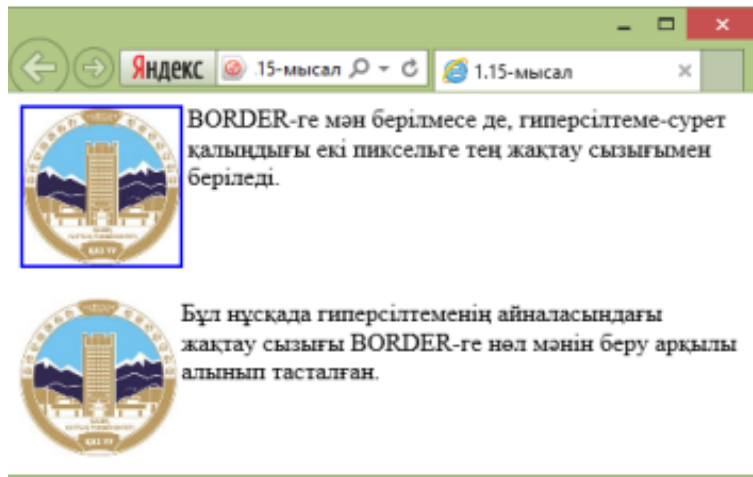 Яндекс .15-мысал 1.15-мысал
BORDER-ге мән берілмесе де, гиперсілтеме-сурет
қалыңдығы екі пиксельге тең жақтау сызығымен
беріледі.
Бұл нұсқада гиперсілтеменің айналасындағы
жақтау сызығы BORDER-ге нөл мәнін беру арқылы
алынып тасталған.